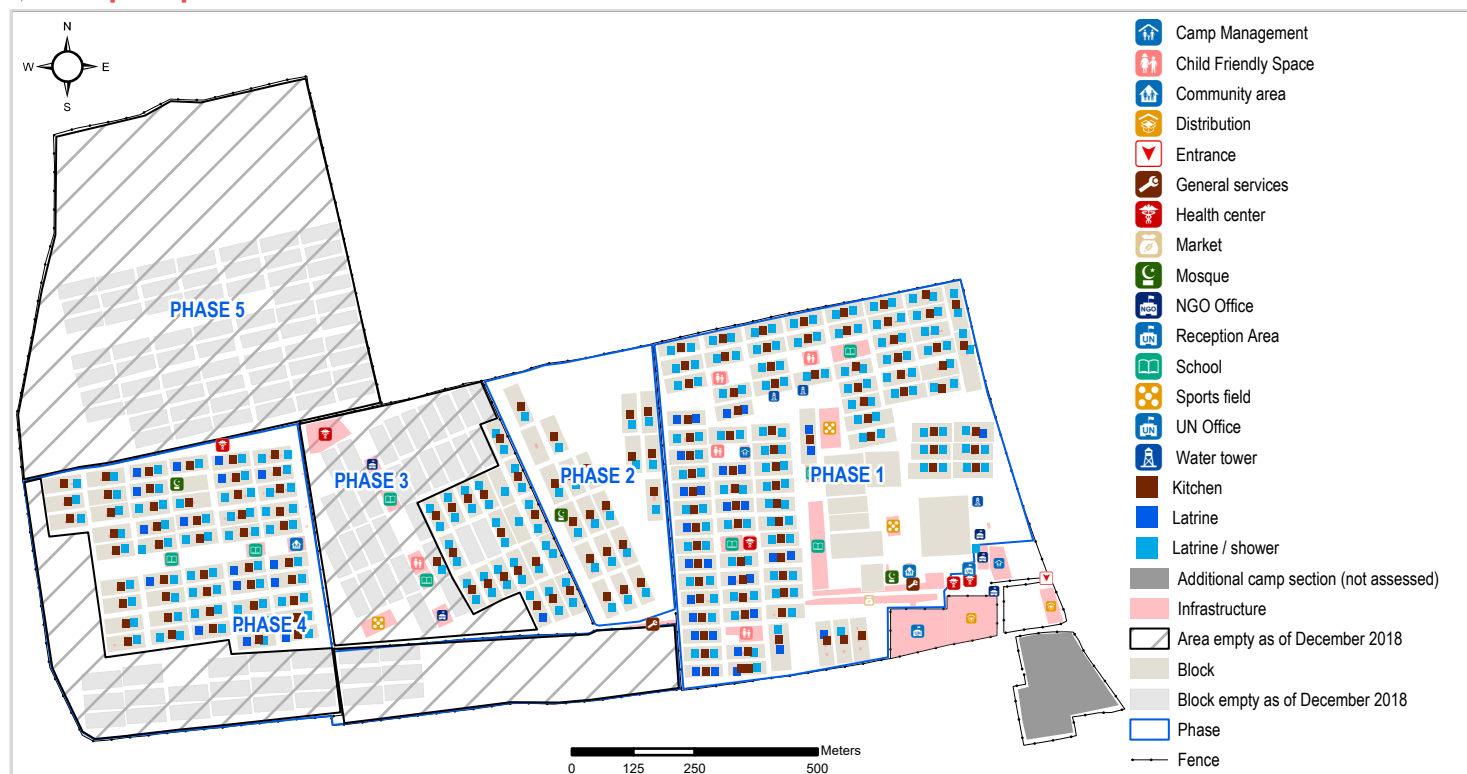 N
W E
S
PHASE 5
PHASE 3
PHASE 2
PHASE 1
PHASE 4
Camp Management
Child Friendly Space
Community area
Distribution
Entrance
General services
Health center
Market
Mosque
NGO
NGO Office
UN
Reception Area
School
Sports field
UN
UN Office
Water tower
Kitchen
Latrine
Latrine / shower
Additional camp section (not assessed)
Infrastructure
Area empty as of December 2018
Block
Block empty as of December 2018
Phase
Fence
Meters
0 125 250 500